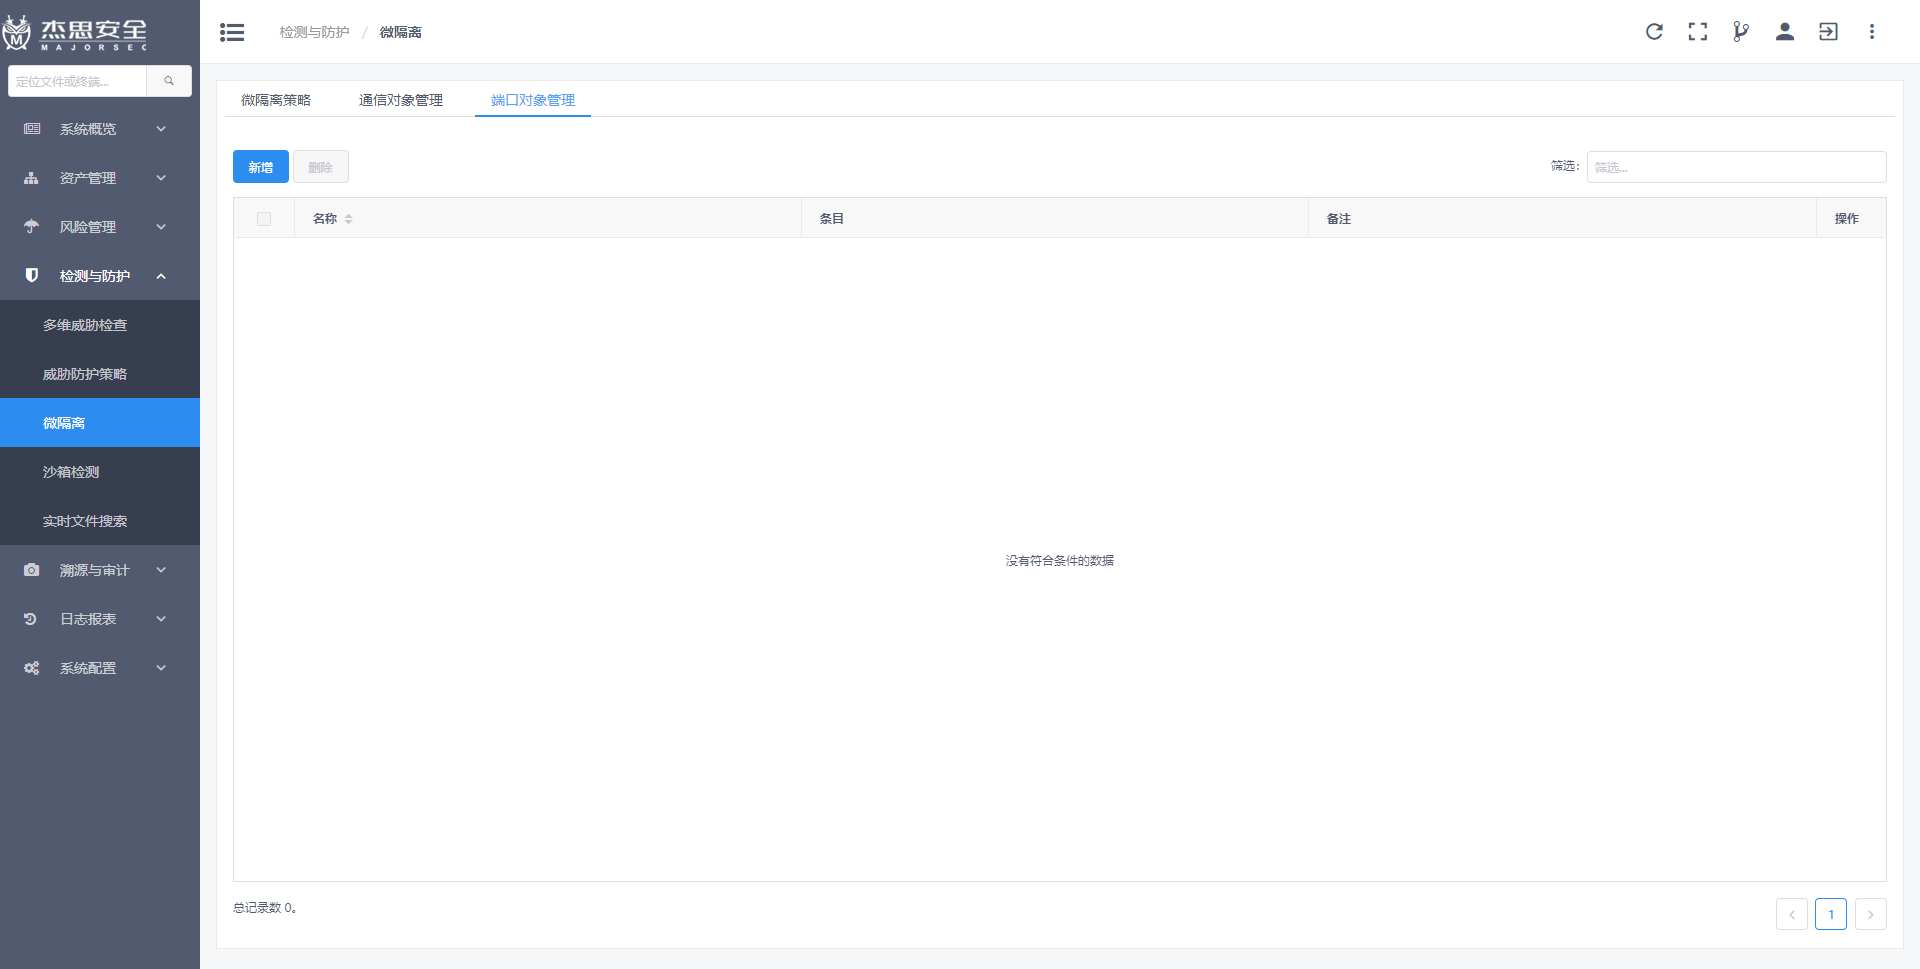 杰思安全
MAJORSEC
定位文件或终端...
系统概览
资产管理
风险管理
检测与防护
多维威胁检查
威胁防护策略
微隔离
沙箱检测
实时文件搜索
溯源与审计
日志报表
系统配置
检测与防护 / 微隔离
微隔离策略 通信对象管理 端口对象管理
新增 删除 筛选: 筛选...
名称 条目 备注 操作
没有符合条件的数据
总记录数 0。
1